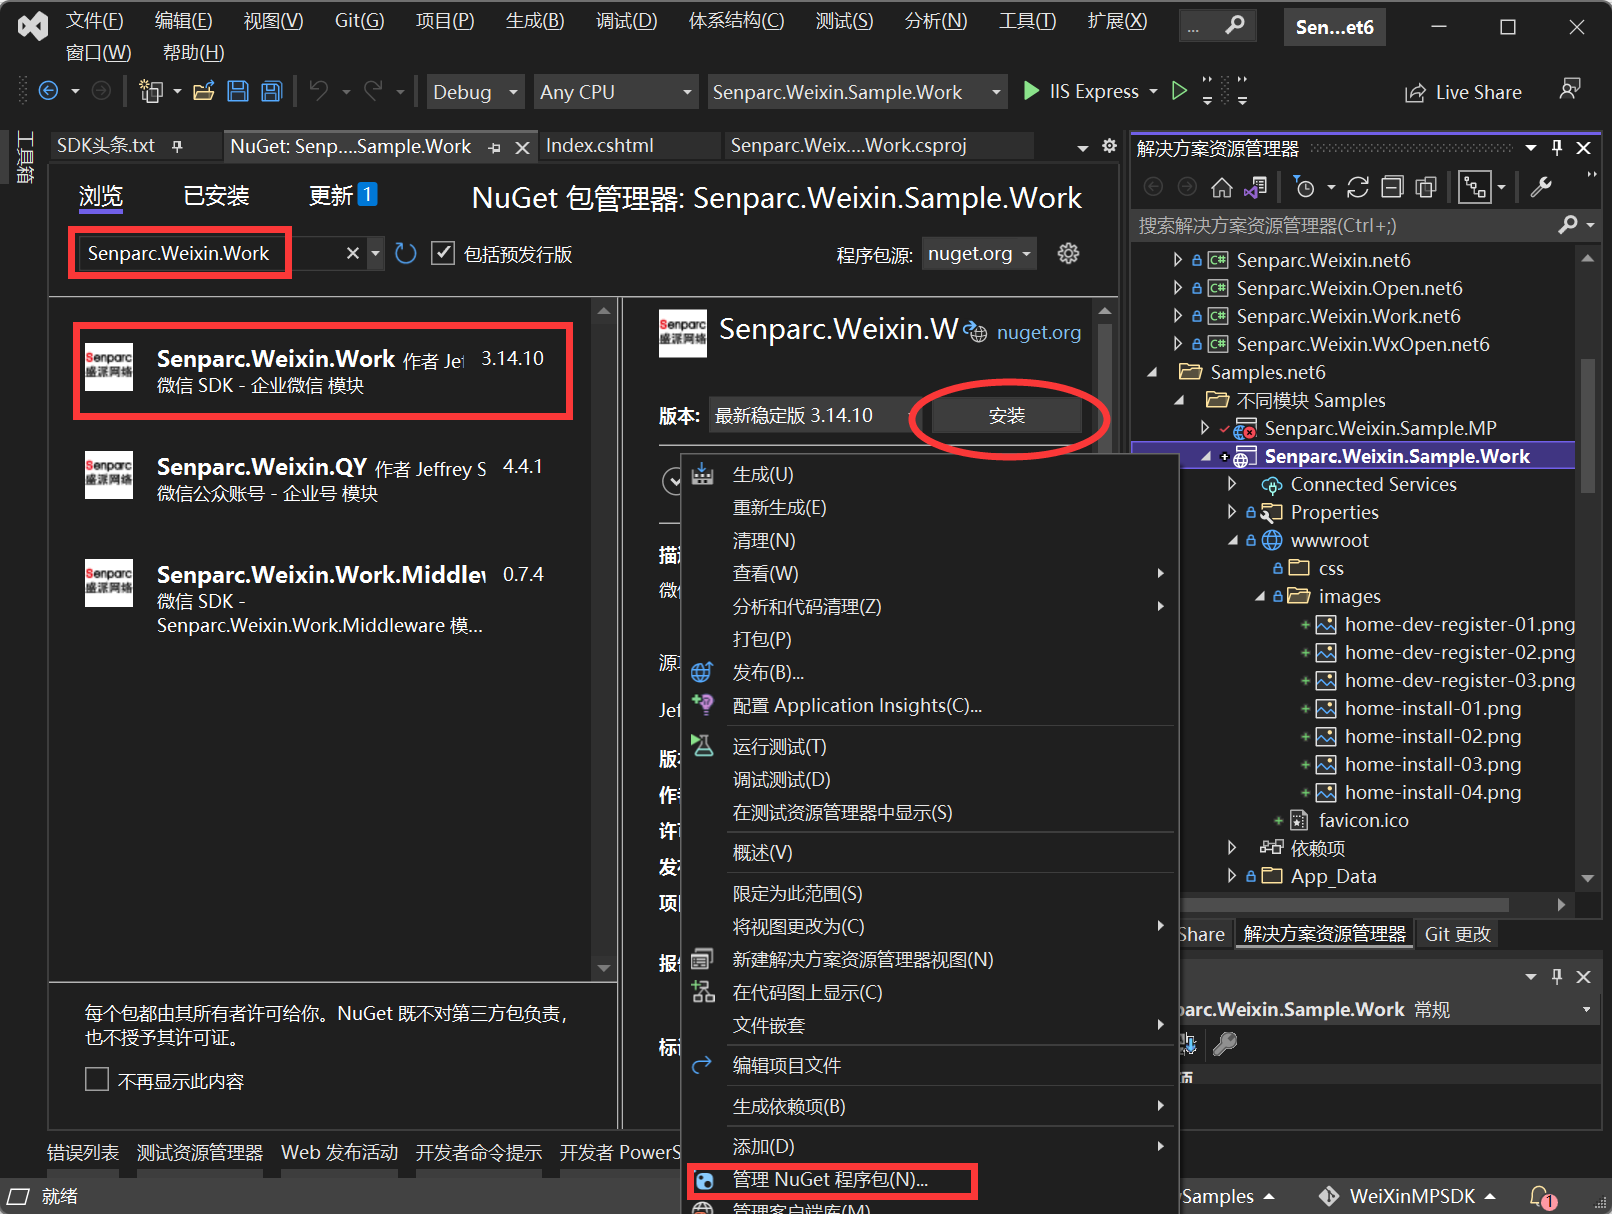 文件(F) 编辑(E) 视图(V) Git(G) 项目(P) 生成(B) 调试(D) 体系结构(C) 测试(S) 分析(N) 工具(T) 扩展(X)
... Sen...et6
窗口(W) 帮助(H)
Debug Any CPU Senparc.Weixin.Sample.Work IIS Express Live Share
工具箱
SDK头条.txt NuGet: Senp....Sample.Work Index.cshtml Senparc.Weix....Work.csproj
浏览 已安装 更新 1 NuGet 包管理器: Senparc.Weixin.Sample.Work
Senparc.Weixin.Work 包括预发行版 程序包源: nuget.org
Senparc
盛派网络
Senparc.Weixin.Work 作者 Je 3.14.10
微信 SDK - 企业微信 模块
Senparc
盛派网络
Senparc.Weixin.QY 作者 Jeffrey S 4.4.1
微信公众账号 - 企业号 模块
Senparc
盛派网络
Senparc.Weixin.Work.Middlew 0.7.4
微信 SDK -
Senparc.Weixin.Work.Middleware 模...
每个包都由其所有者许可给你。NuGet 既不对第三方包负责，
也不授予其许可证。
不再显示此内容
Senparc
盛派网络
Senparc.Weixin.W nuget.org
版本: 最新稳定版 3.14.10 安装
描
微
Jef
版
作
许
发
项
报
标
生成(U)
重新生成(E)
清理(N)
查看(W)
分析和代码清理(Z)
打包(P)
发布(B)...
配置 Application Insights(C)...
运行测试(T)
调试测试(D)
在测试资源管理器中显示(S)
概述(V)
限定为此范围(S)
将视图更改为(C)
新建解决方案资源管理器视图(N)
在代码图上显示(C)
文件嵌套
编辑项目文件
生成依赖项(B)
添加(D)
管理 NuGet 程序包(N)...
管理客户端库(M)...
解决方案资源管理器
搜索解决方案资源管理器(Ctrl+;)
C# Senparc.Weixin.net6
C# Senparc.Weixin.Open.net6
C# Senparc.Weixin.Work.net6
C# Senparc.Weixin.WxOpen.net6
Samples.net6
不同模块 Samples
Senparc.Weixin.Sample.MP
Senparc.Weixin.Sample.Work
Connected Services
Properties
wwwroot
css
images
home-dev-register-01.png
home-dev-register-02.png
home-dev-register-03.png
home-install-01.png
home-install-02.png
home-install-03.png
home-install-04.png
favicon.ico
依赖项
App_Data
Share 解决方案资源管理器 Git 更改
parc.Weixin.Sample.Work 常规
项
错误列表 测试资源管理器 Web 发布活动 开发者命令提示 开发者 PowerS
就绪 Samples WeiXinMPSDK 1